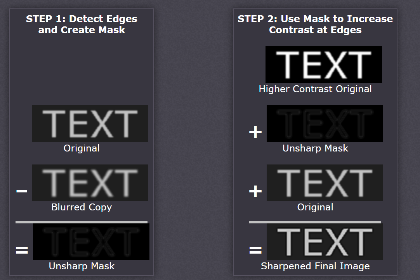 STEP 1: Detect Edges
and Create Mask
TEXT
Original
− TEXT
Blurred Copy
= TEXT
Unsharp Mask
STEP 2: Use Mask to Increase
Contrast at Edges
TEXT
Higher Contrast Original
+ TEXT
Unsharp Mask
+ TEXT
Original
= TEXT
Sharpened Final Image